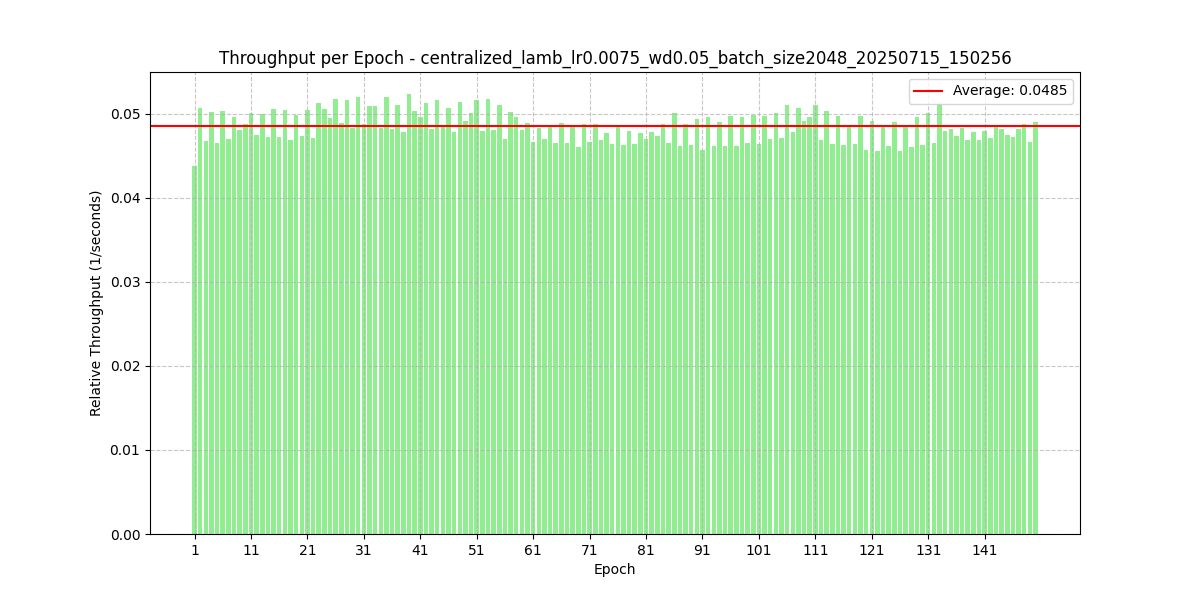 Throughput per Epoch - centralized_lamb_lr0.0075_wd0.05_batch_size2048_20250715_150256
Average: 0.0485
Relative Throughput (1/seconds)
0.05
0.04
0.03
0.02
0.01
0.00
1 11 21 31 41 51 61 71 81 91 101 111 121 131 141
Epoch